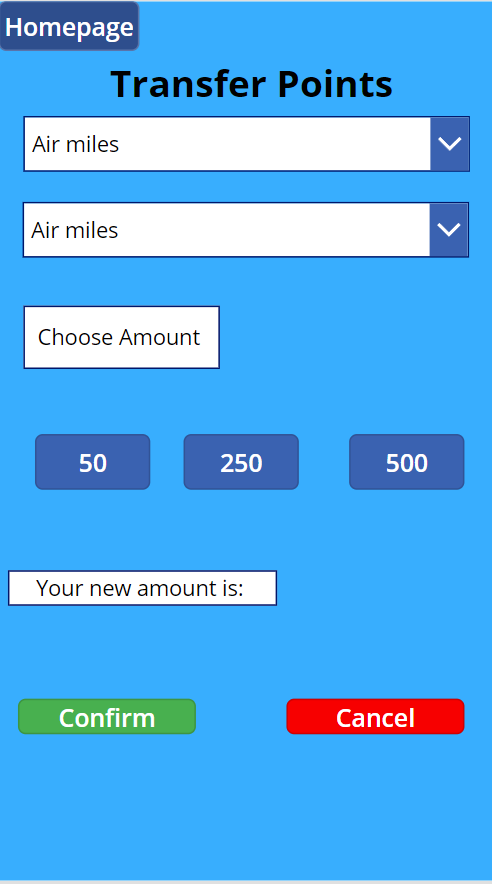 Homepage
Transfer Points
Air miles
Air miles
Choose Amount
50 250 500
Your new amount is:
Confirm Cancel